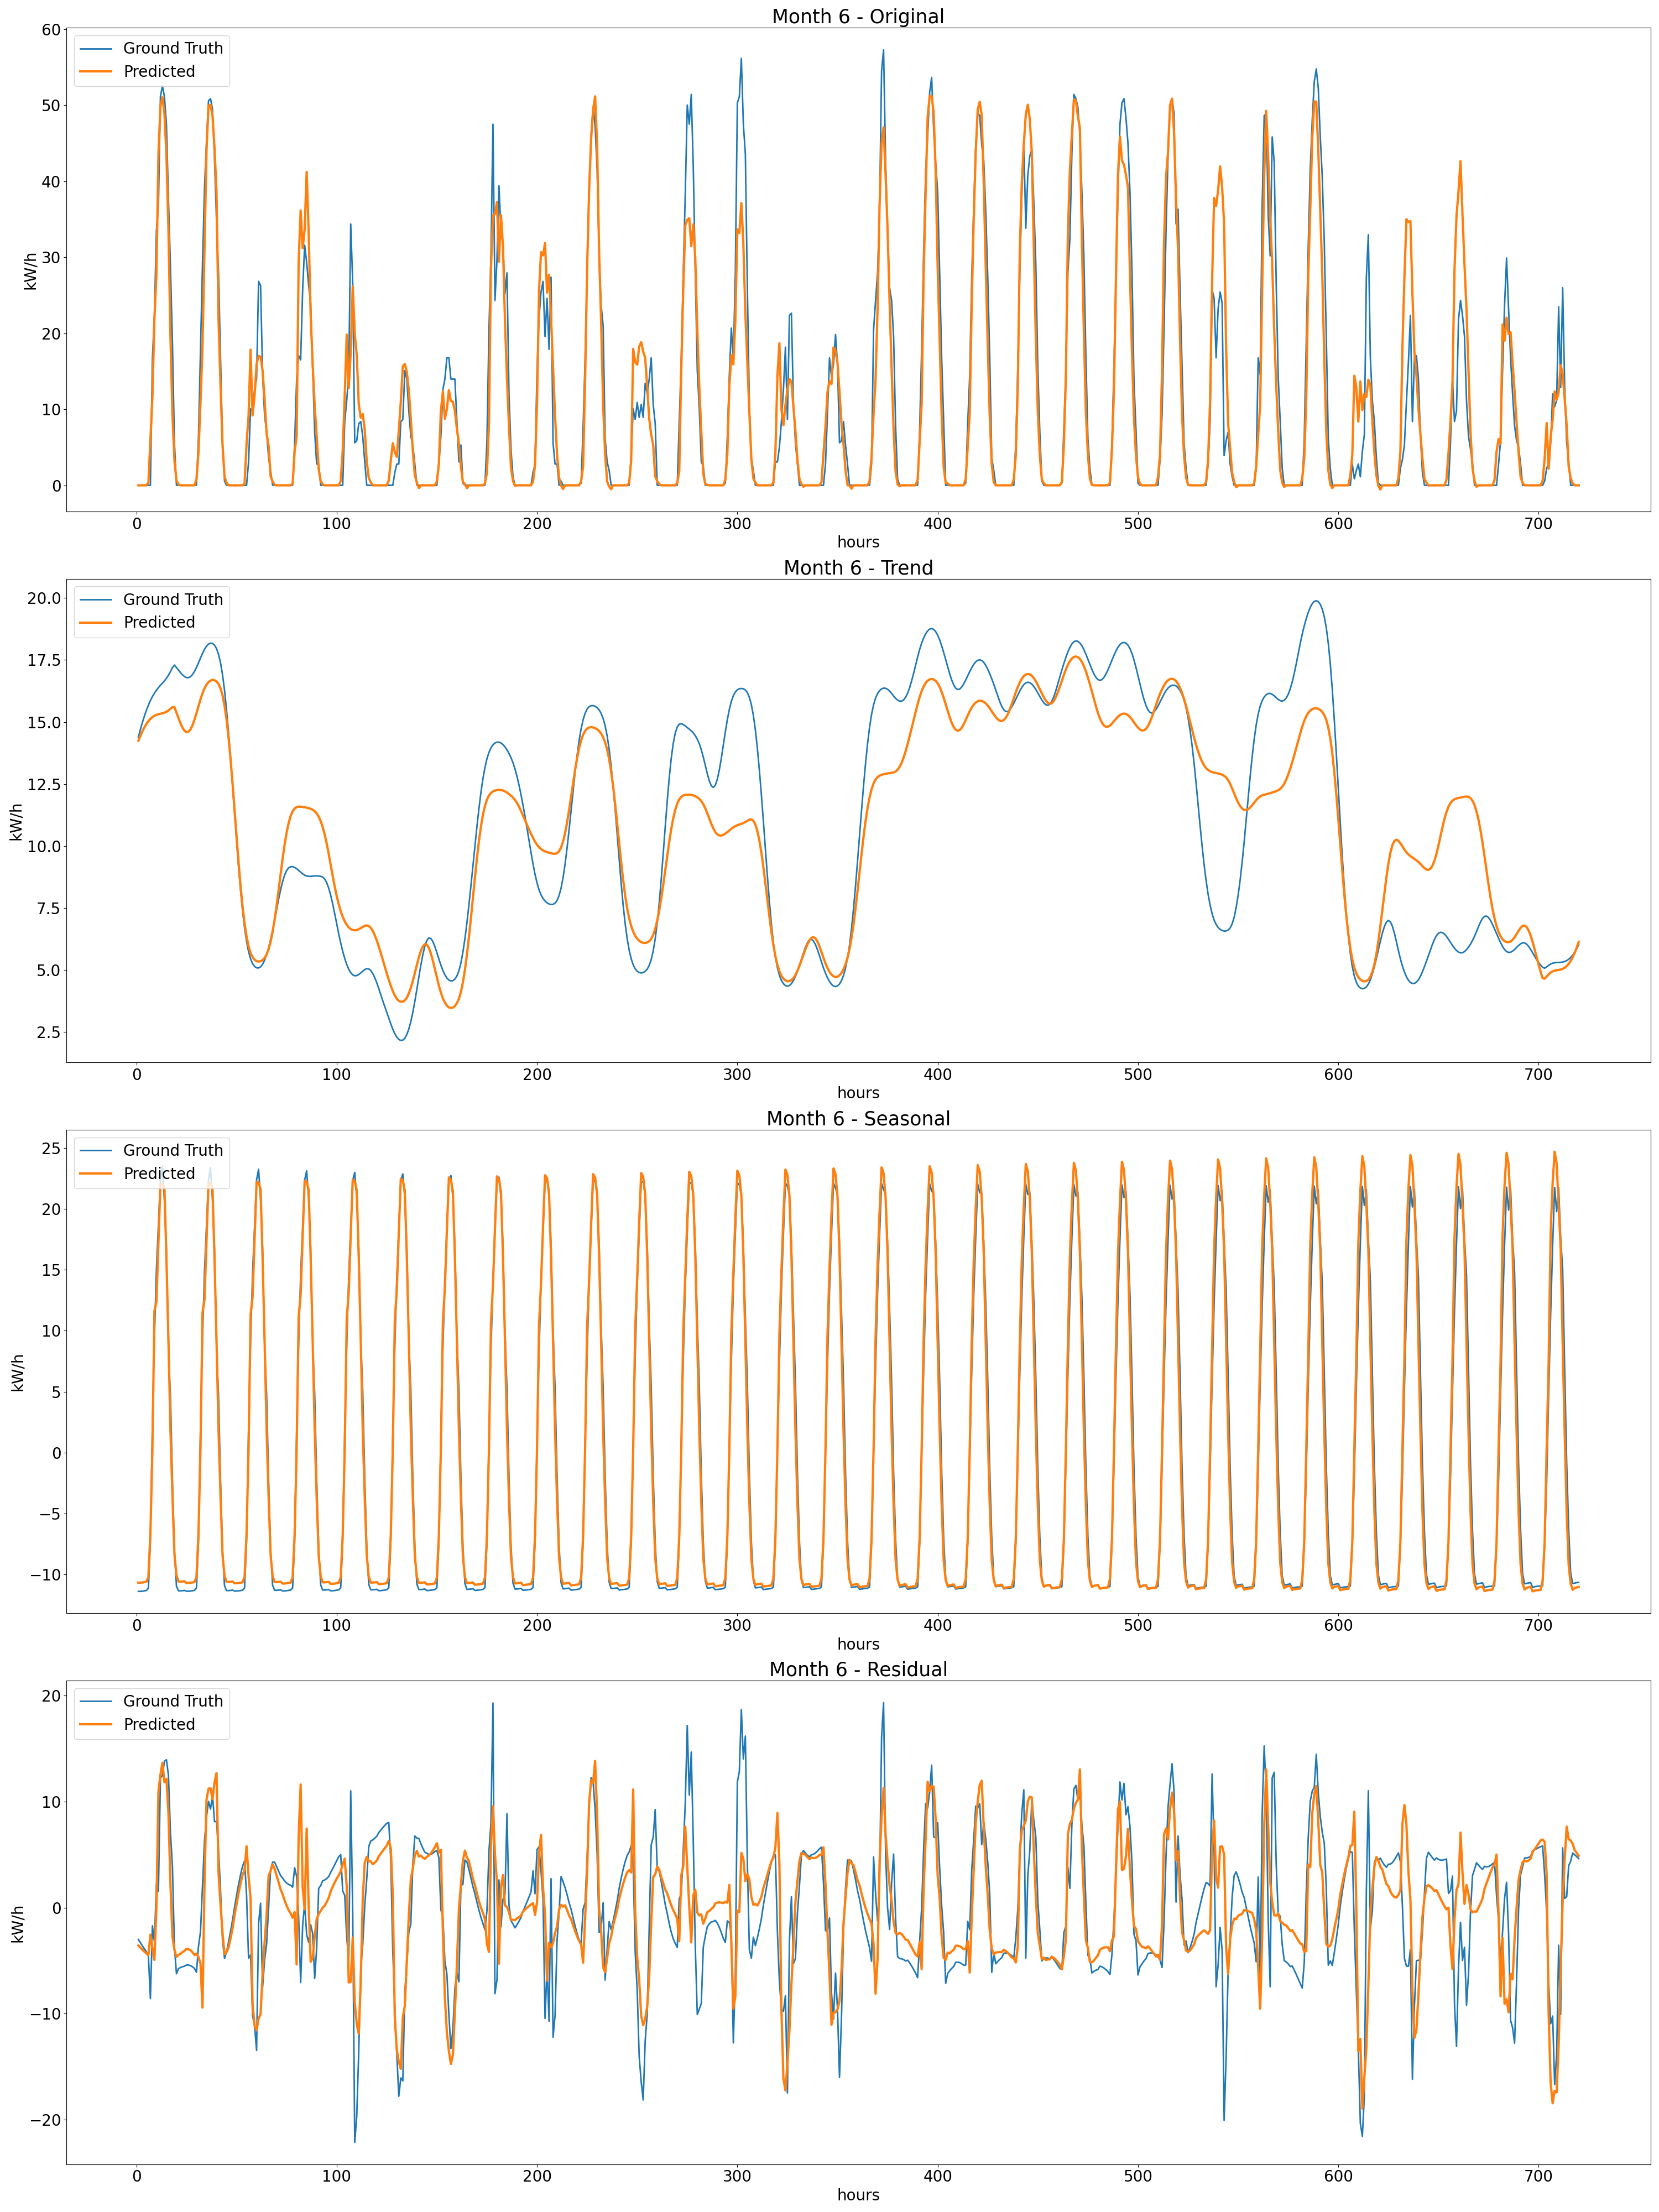 Month 6 - Original
Ground Truth
Predicted
60
50
40
30
20
10
0
kW/h
0 100 200 300 400 500 600 700
hours
Month 6 - Trend
Ground Truth
Predicted
20.0
17.5
15.0
12.5
10.0
7.5
5.0
2.5
kW/h
0 100 200 300 400 500 600 700
hours
Month 6 - Seasonal
Ground Truth
Predicted
25
20
15
10
5
0
−5
−10
kW/h
0 100 200 300 400 500 600 700
hours
Month 6 - Residual
Ground Truth
Predicted
20
10
0
−10
−20
kW/h
0 100 200 300 400 500 600 700
hours